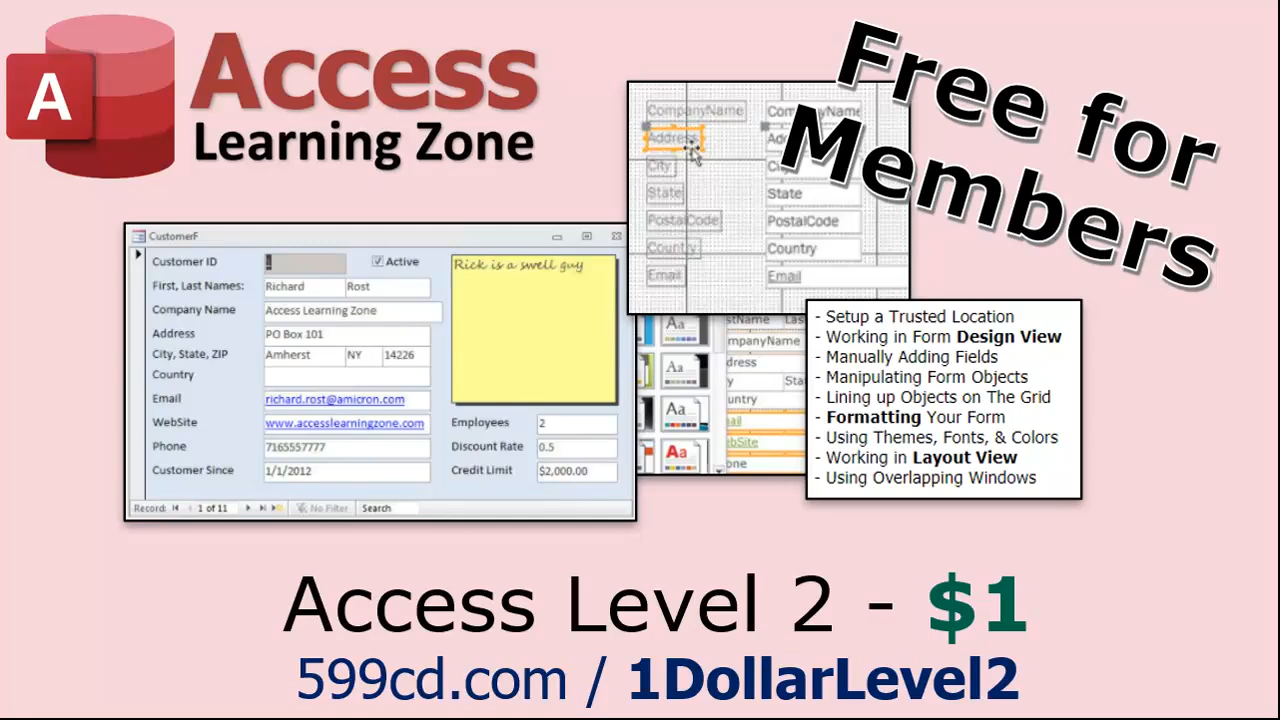 A
Access
Learning Zone
Free for
Members
CompanyName CompanyName
Address
City
State State
PostalCode PostalCode
Country Country
Email Email
CustomerF
Customer ID
Active
Rick is a swell guy
First, Last Names: Richard Rost
Company Name Access Learning Zone
Address PO Box 101
City, State, ZIP Amherst NY 14226
Country
Email richard.rost@amicron.com
WebSite www.accesslearningzone.com
Phone 7165557777
Customer Since 1/1/2012
Employees 2
Discount Rate 0.5
Credit Limit $2,000.00
Record: 1 of 11 No Filter Search
Aa
Aa
Aa
Aa
- Setup a Trusted Location
- Working in Form Design View
- Manually Adding Fields
- Manipulating Form Objects
- Lining up Objects on The Grid
- Formatting Your Form
- Using Themes, Fonts, & Colors
- Working in Layout View
- Using Overlapping Windows
Access Level 2 - $1
599cd.com / 1DollarLevel2